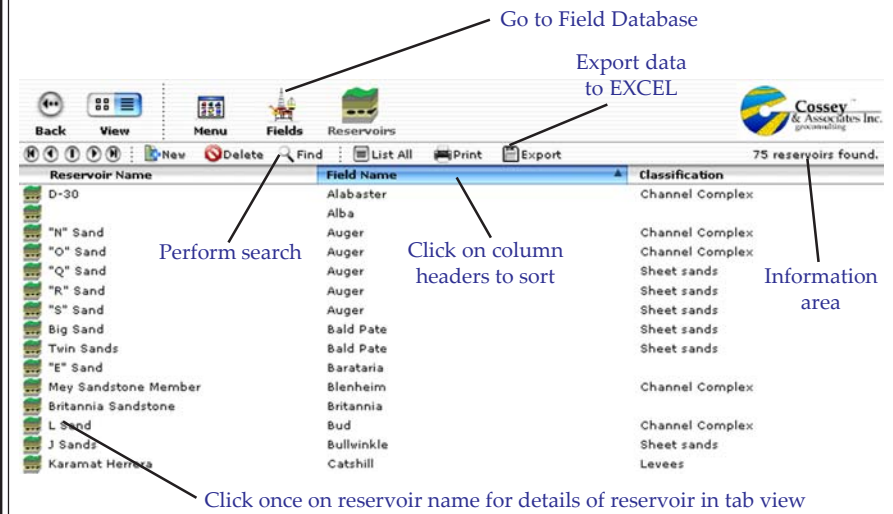 Go to Field Database
Export data
to EXCEL
Back View Menu Fields Reservoirs
Cossey
& Associates Inc.
geoconsulting
New Delete Find List All Print Export 75 reservoirs found.
Reservoir Name Field Name Classification
D-30 Alabaster Channel Complex
Alba
"N" Sand Auger Channel Complex
"O" Sand Auger Channel Complex
"Q" Sand Auger Sheet sands
"R" Sand Auger Sheet sands
"S" Sand Auger Sheet sands
Big Sand Bald Pate Sheet sands
Twin Sands Bald Pate Sheet sands
"E" Sand Barataria
Mey Sandstone Member Blenheim Channel Complex
Britannia Sandstone Britannia
L Sand Bud Channel Complex
J Sands Bullwinkle Sheet sands
Karamat Herrera Catshill Levees
Perform search
Click on column
headers to sort
Information
area
Click once on reservoir name for details of reservoir in tab view